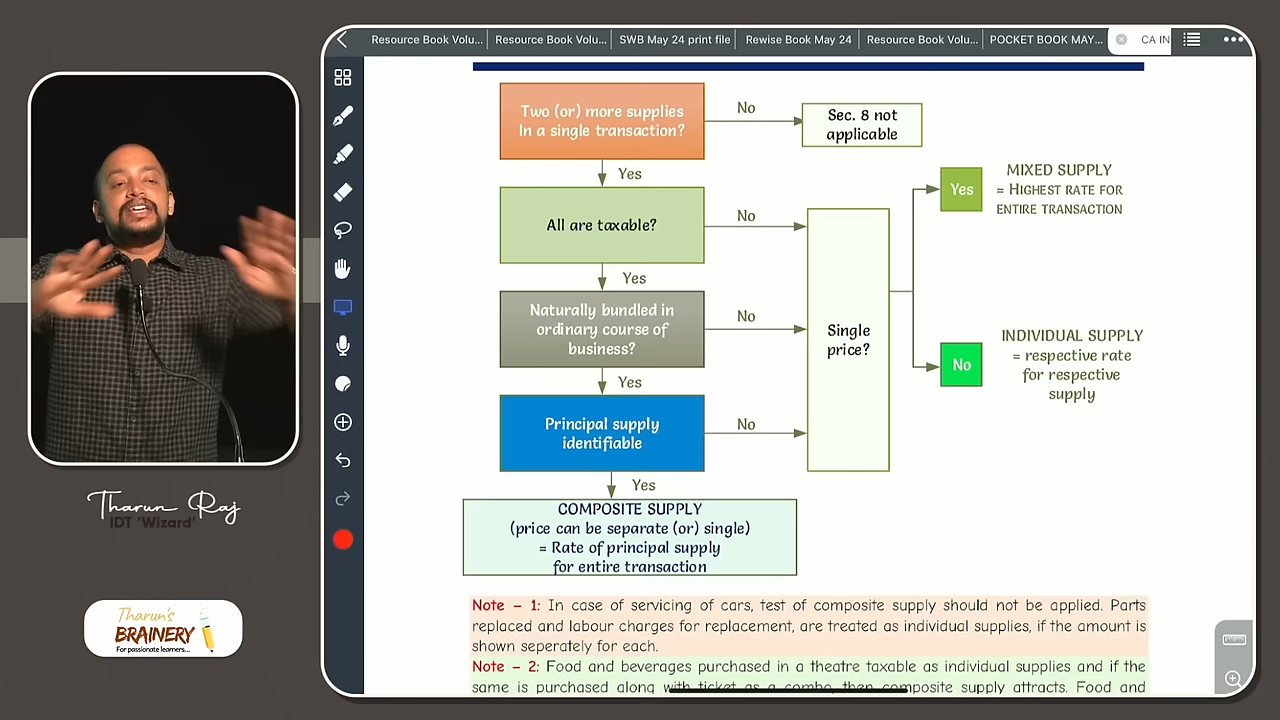 Resource Book Volu...
Resource Book Volu...
SWB May 24 print file
Rewise Book May 24
Resource Book Volu...
POCKET BOOK MAY...
CA IN
Two (or) more supplies
In a single transaction?
No
Sec. 8 not
applicable
Yes
All are taxable?
No
Yes
Naturally bundled in
ordinary course of
business?
No
Yes
Principal supply
identifiable
No
Yes
Single
price?
Yes
MIXED SUPPLY
= HIGHEST RATE FOR
ENTIRE TRANSACTION
No
INDIVIDUAL SUPPLY
= respective rate
for respective
supply
COMPOSITE SUPPLY
(price can be separate (or) single)
= Rate of principal supply
for entire transaction
Note – 1: In case of servicing of cars, test of composite supply should not be applied. Parts
replaced and labour charges for replacement, are treated as individual supplies, if the amount is
shown seperately for each.
Note – 2: Food and beverages purchased in a theatre taxable as individual supplies and if the
same is purchased along with ticket as a combo, then composite supply attracts. Food and
Tharun Raj
IDT 'Wizard'
Tharun's
BRAINERY
For passionate learners...